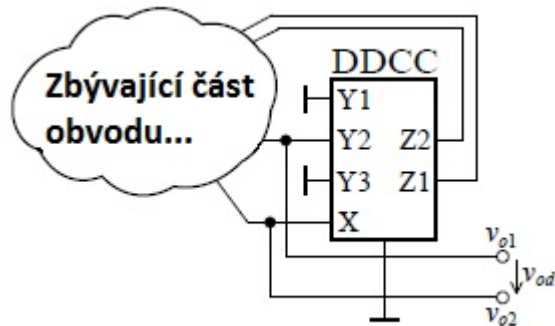 DDCC
Zbývající část
obvodu...
Y1
Y2 Z2
Y3 Z1
X
vo1
vod
vo2